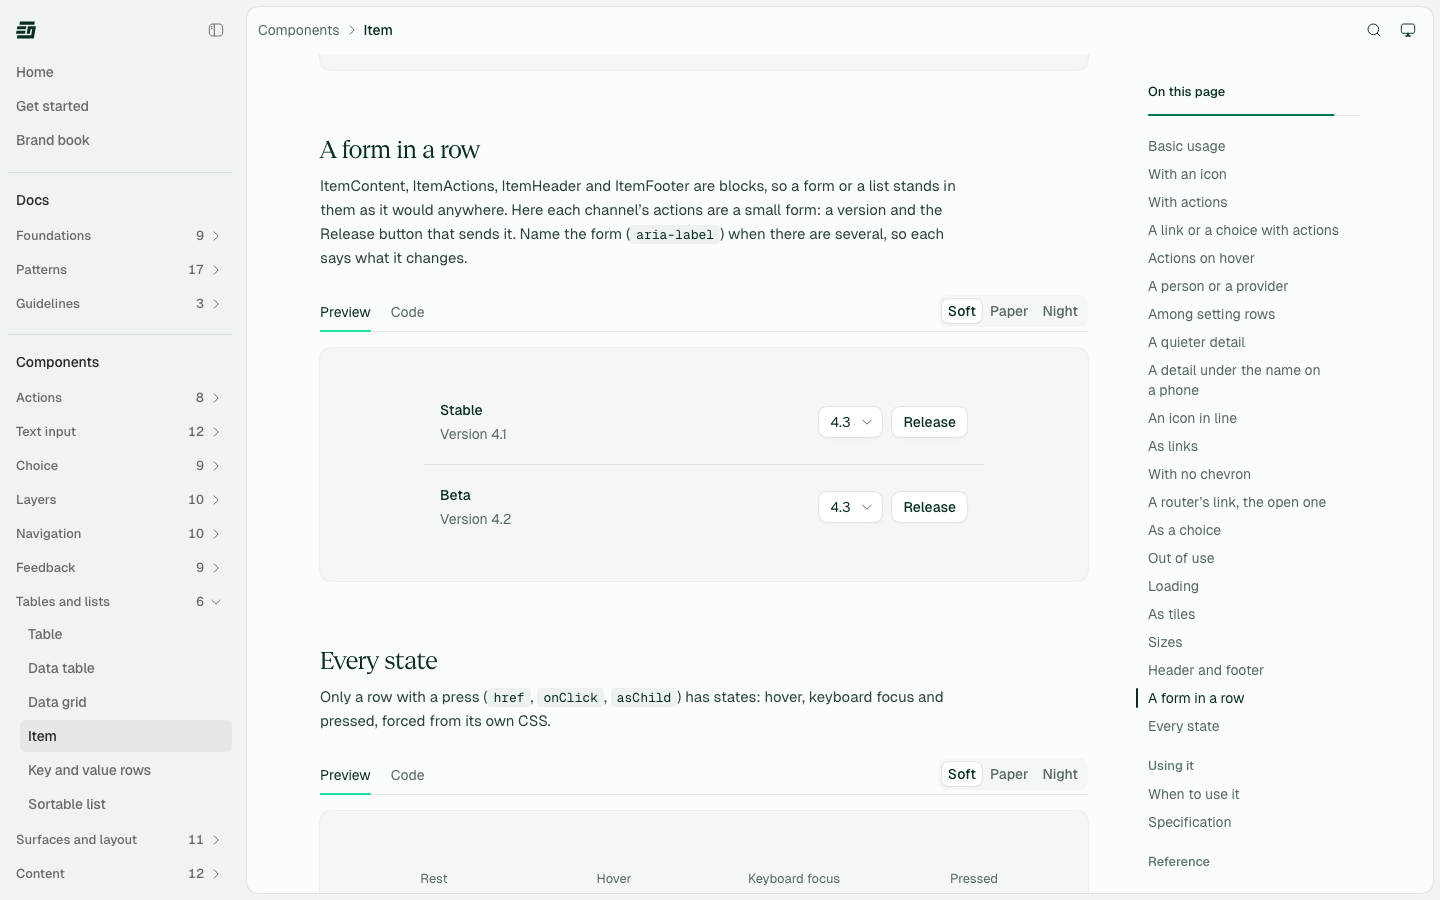 Home
Get started
Brand book
Docs
Foundations 9
Patterns 17
Guidelines 3
Components
Actions 8
Text input 12
Choice 9
Layers 10
Navigation 10
Feedback 9
Tables and lists 6
Table
Data table
Data grid
Item
Key and value rows
Sortable list
Surfaces and layout 11
Content 12
Components > Item
A form in a row
ItemContent, ItemActions, ItemHeader and ItemFooter are blocks, so a form or a list stands in
them as it would anywhere. Here each channel’s actions are a small form: a version and the
Release button that sends it. Name the form (aria-label) when there are several, so each
says what it changes.
Preview Code Soft Paper Night
Stable
Version 4.1
4.3 Release
Beta
Version 4.2
4.3 Release
Every state
Only a row with a press (href, onClick, asChild) has states: hover, keyboard focus and
pressed, forced from its own CSS.
Preview Code Soft Paper Night
Rest Hover Keyboard focus Pressed
On this page
Basic usage
With an icon
With actions
A link or a choice with actions
Actions on hover
A person or a provider
Among setting rows
A quieter detail
A detail under the name on
a phone
An icon in line
As links
With no chevron
A router’s link, the open one
As a choice
Out of use
Loading
As tiles
Sizes
Header and footer
A form in a row
Every state
Using it
When to use it
Specification
Reference